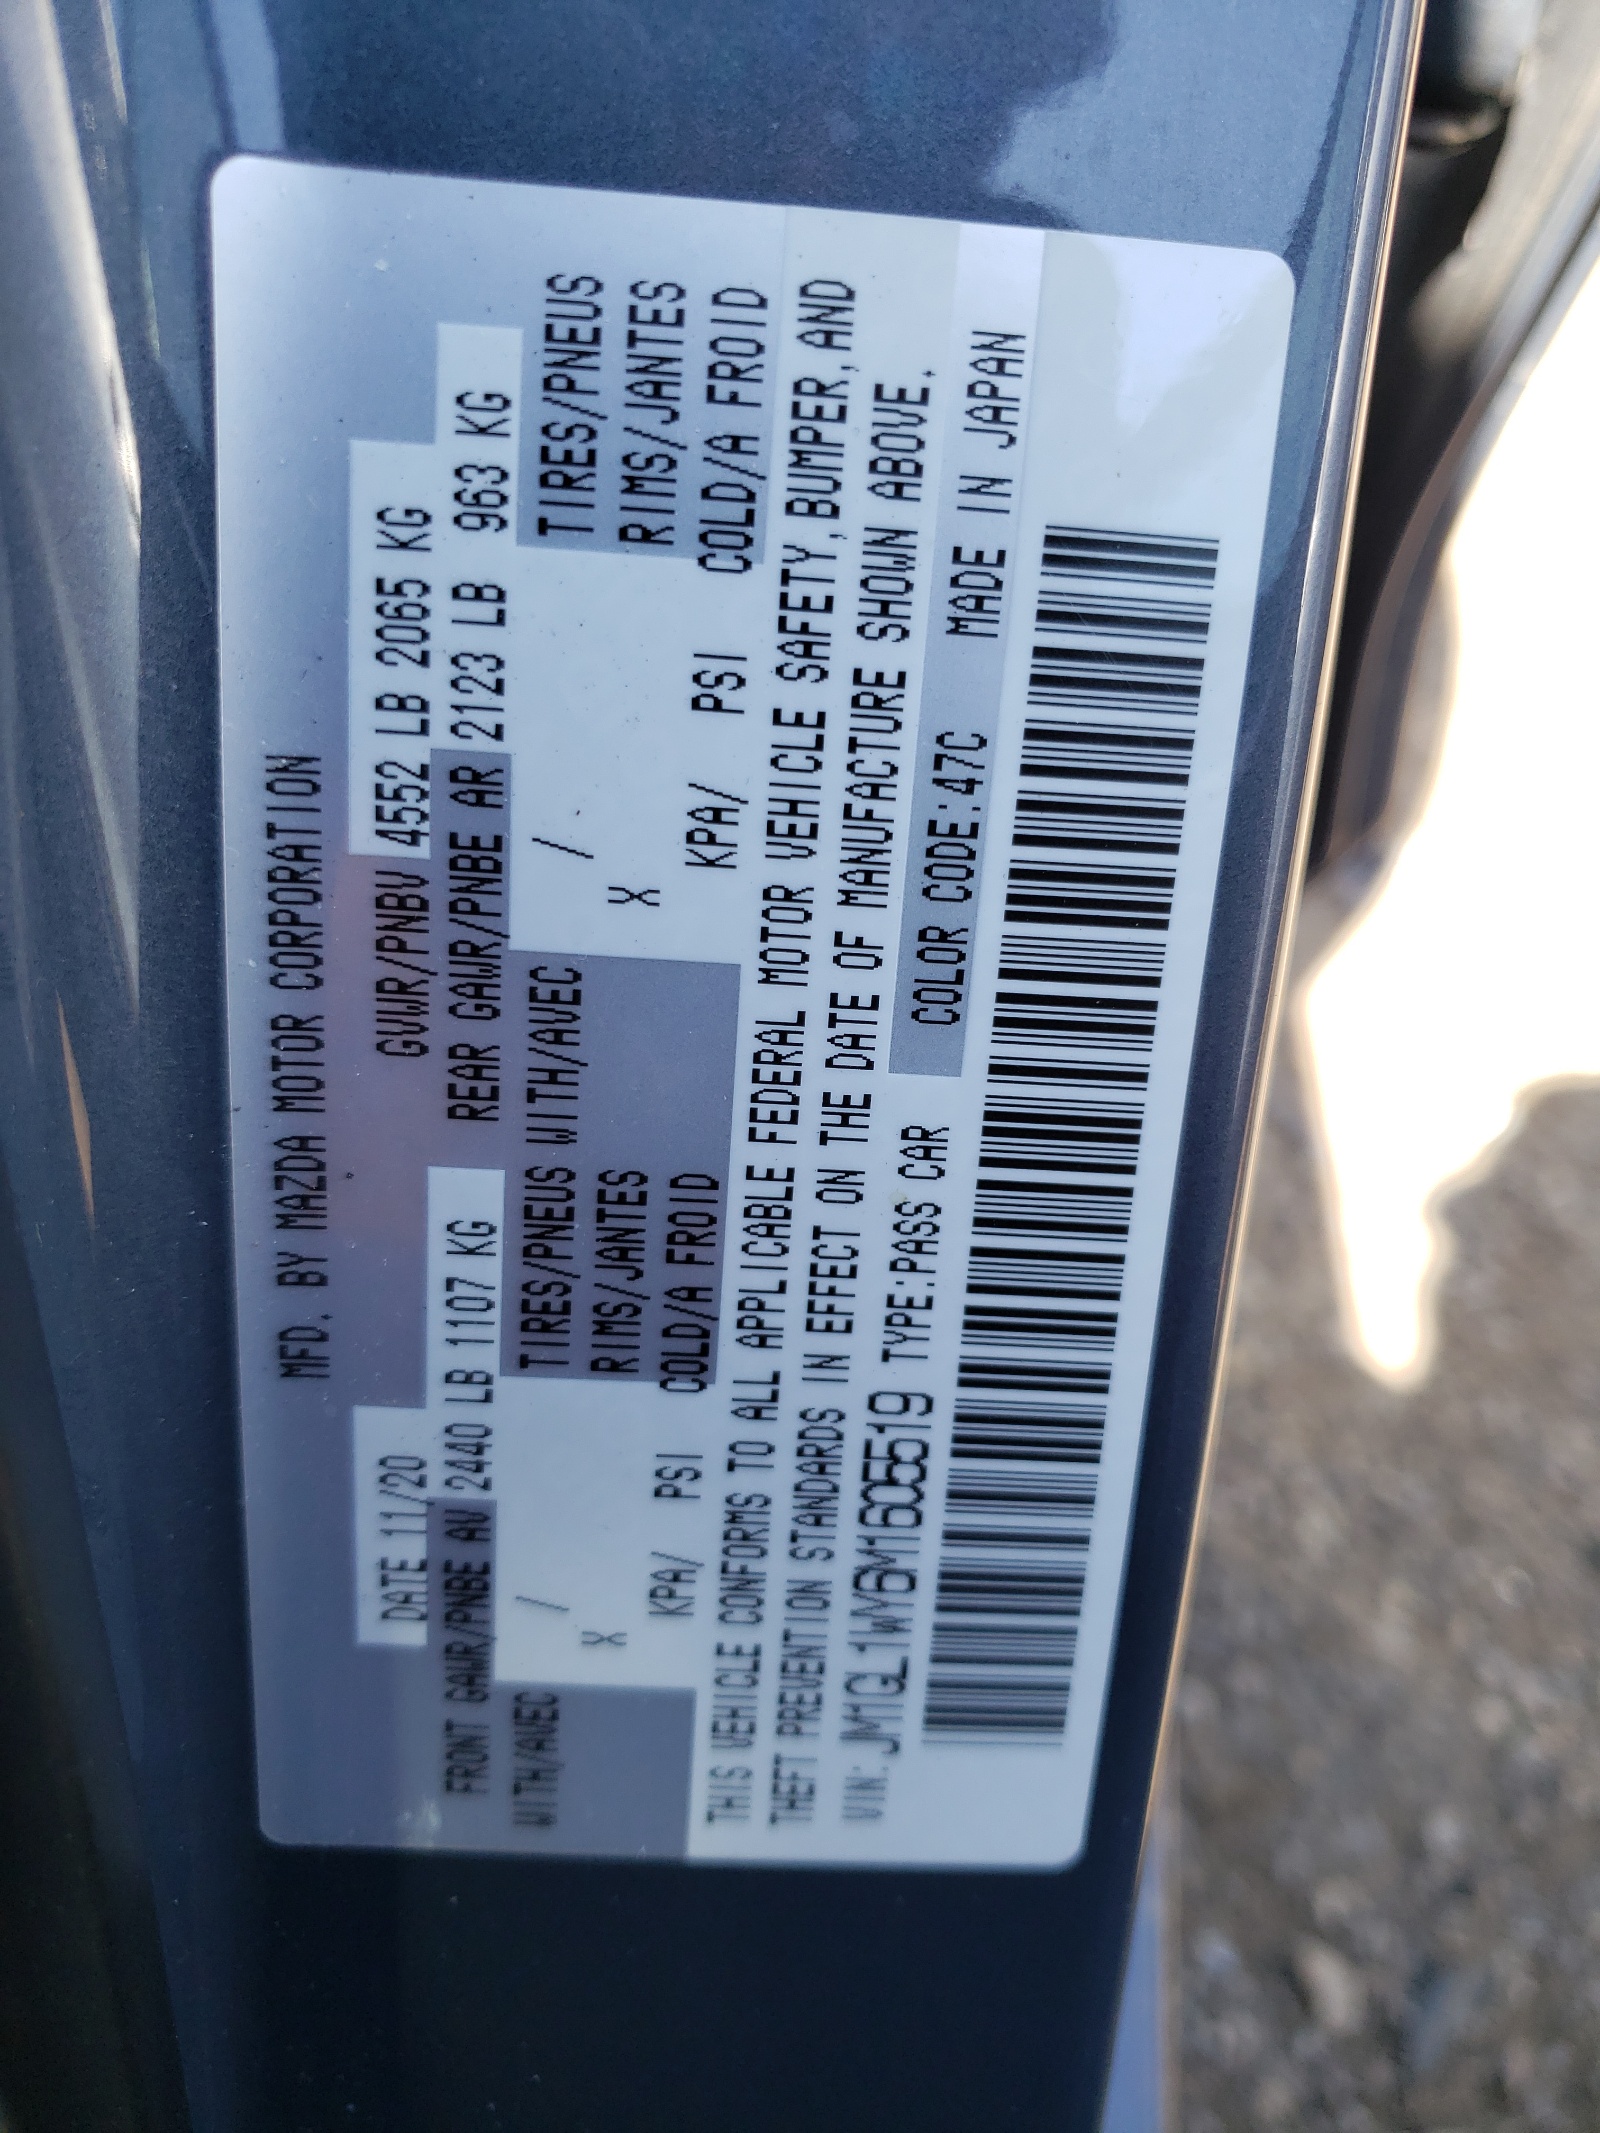 MFD. BY MAZDA MOTOR CORPORATION
DATE 11/20 GVWR/PNBV 4552 LB 2065 KG
FRONT GAWR/PNBE AV 2440 LB 1107 KG REAR GAWR/PNBE AR 2123 LB 963 KG
WITH/AVEC / TIRES/PNEUS WITH/AVEC / TIRES/PNEUS
X RIMS/JANTES X RIMS/JANTES
KPA/ PSI COLD/A FROID KPA/ PSI COLD/A FROID
THIS VEHICLE CONFORMS TO ALL APPLICABLE FEDERAL MOTOR VEHICLE SAFETY, BUMPER, AND
THEFT PREVENTION STANDARDS IN EFFECT ON THE DATE OF MANUFACTURE SHOWN ABOVE.
VIN: JM1GL1WY6M1605519 TYPE:PASS CAR COLOR CODE:47C MADE IN JAPAN